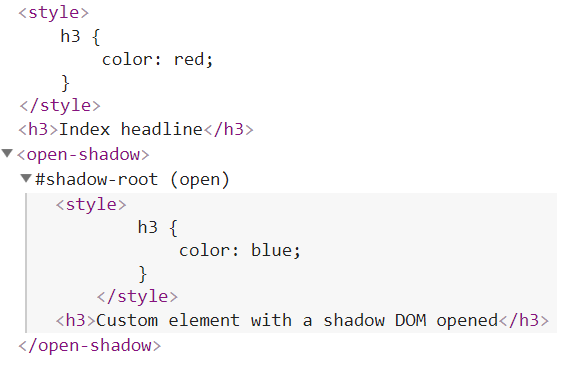 <style>
h3 {
color: red;
}
</style>
<h3>Index headline</h3>
<open-shadow>
#shadow-root (open)
<style>
h3 {
color: blue;
}
</style>
<h3>Custom element with a shadow DOM opened</h3>
</open-shadow>